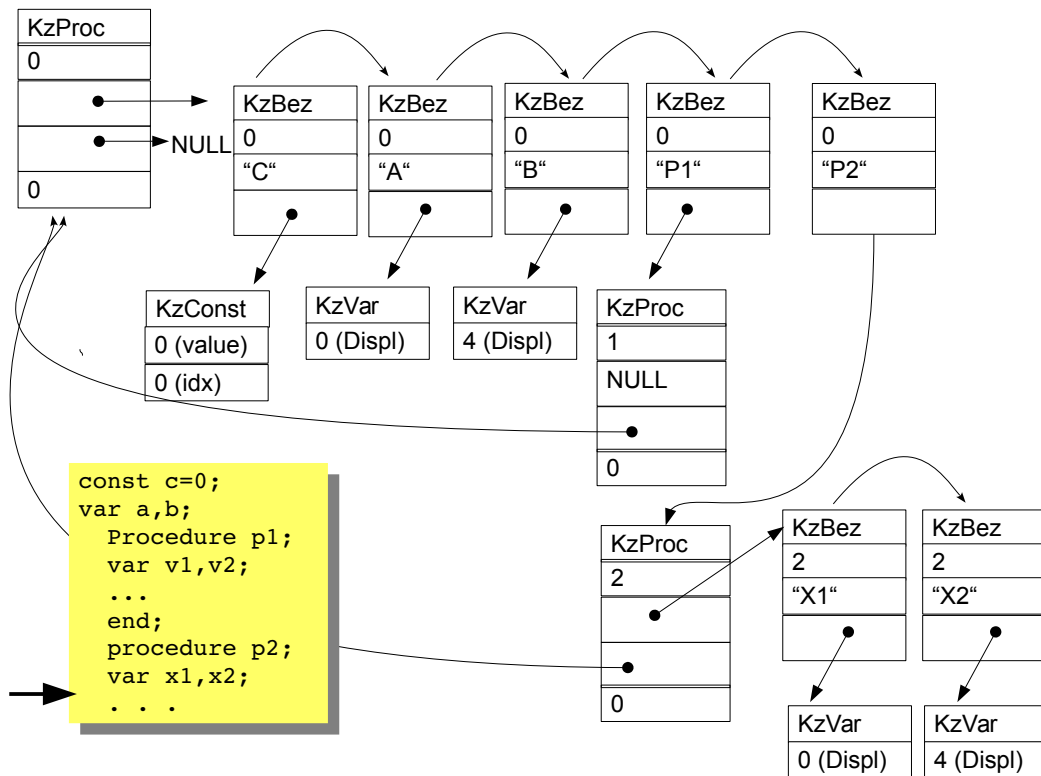 KzProc
0
NULL
0
KzBez
0
“C“
KzBez
0
“A“
KzBez
0
“B“
KzBez
0
“P1“
KzBez
0
“P2“
KzConst
0 (value)
0 (idx)
KzVar
0 (Displ)
KzVar
4 (Displ)
KzProc
1
NULL
0
const c=0;
var a,b;
Procedure p1;
var v1,v2;
...
end;
procedure p2;
var x1,x2;
. . .
KzProc
2
0
KzBez
2
“X1“
KzBez
2
“X2“
KzVar
0 (Displ)
KzVar
4 (Displ)